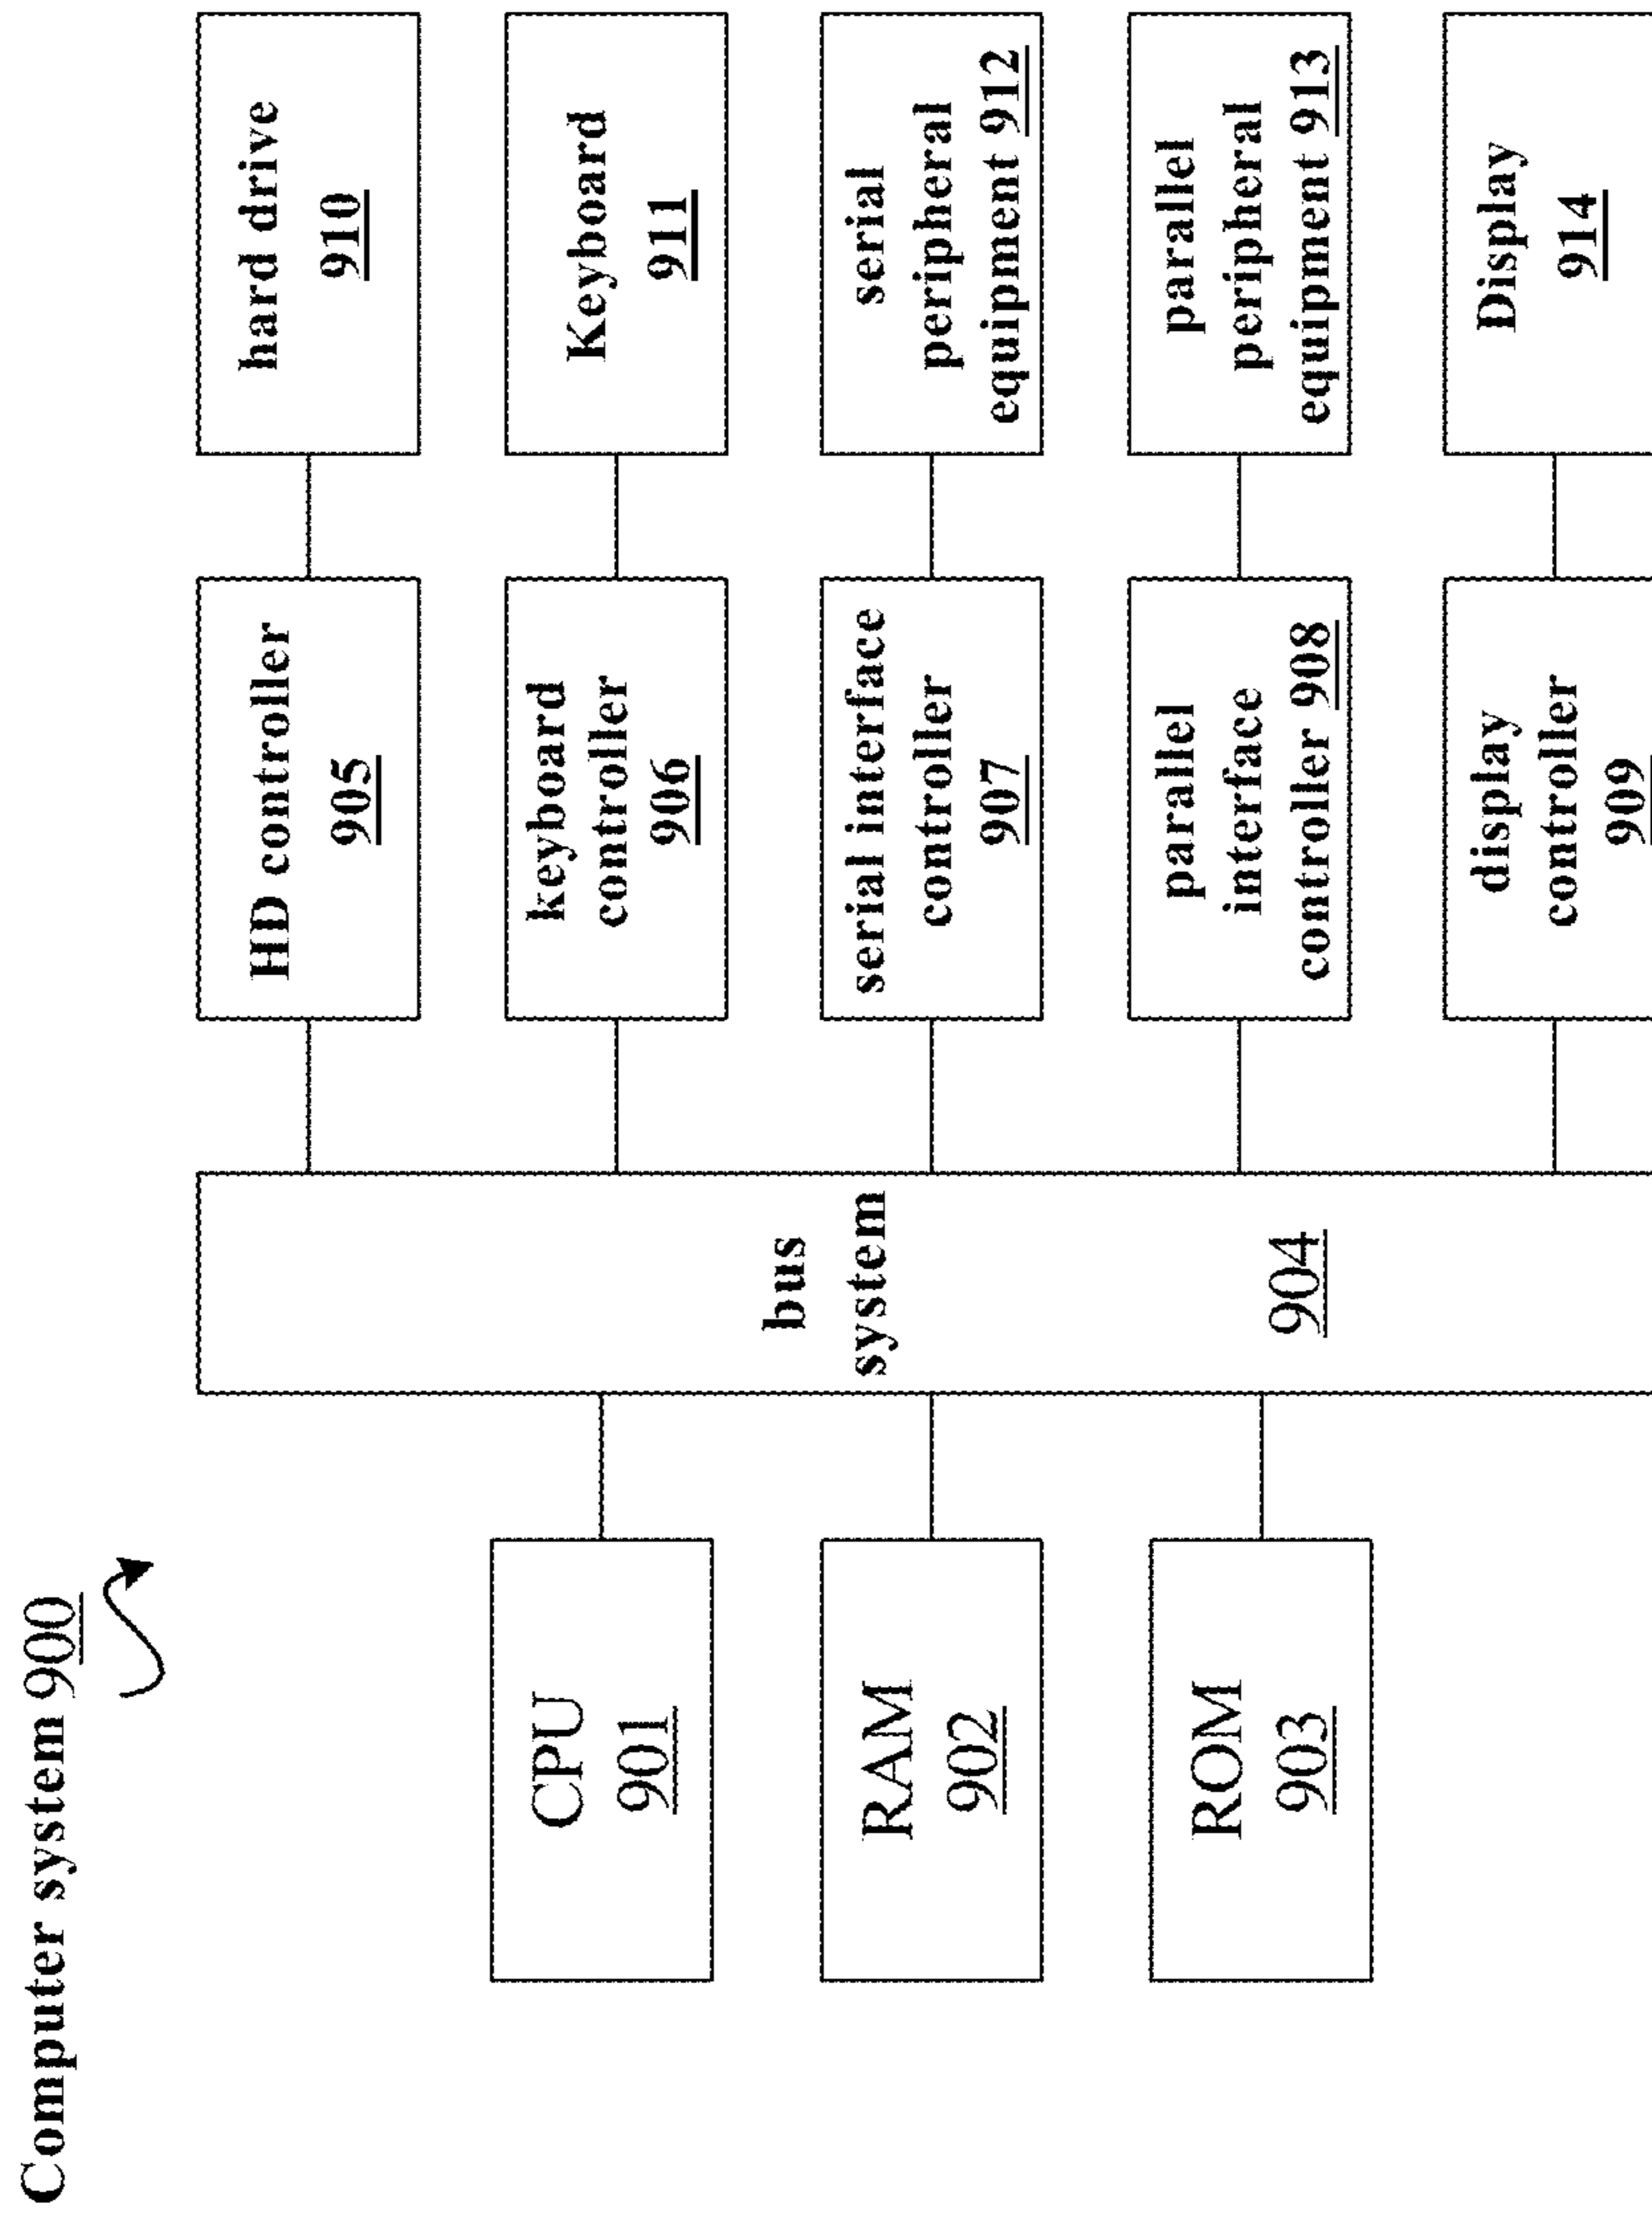 Computer system 900
CPU
901
RAM
902
ROM
903
bus
system
904
HD controller
905
keyboard
controller
906
serial interface
controller
907
parallel
interface
controller 908
display
controller
909
hard drive
910
Keyboard
911
serial
peripheral
equipment 912
parallel
peripheral
equipment 913
Display
914